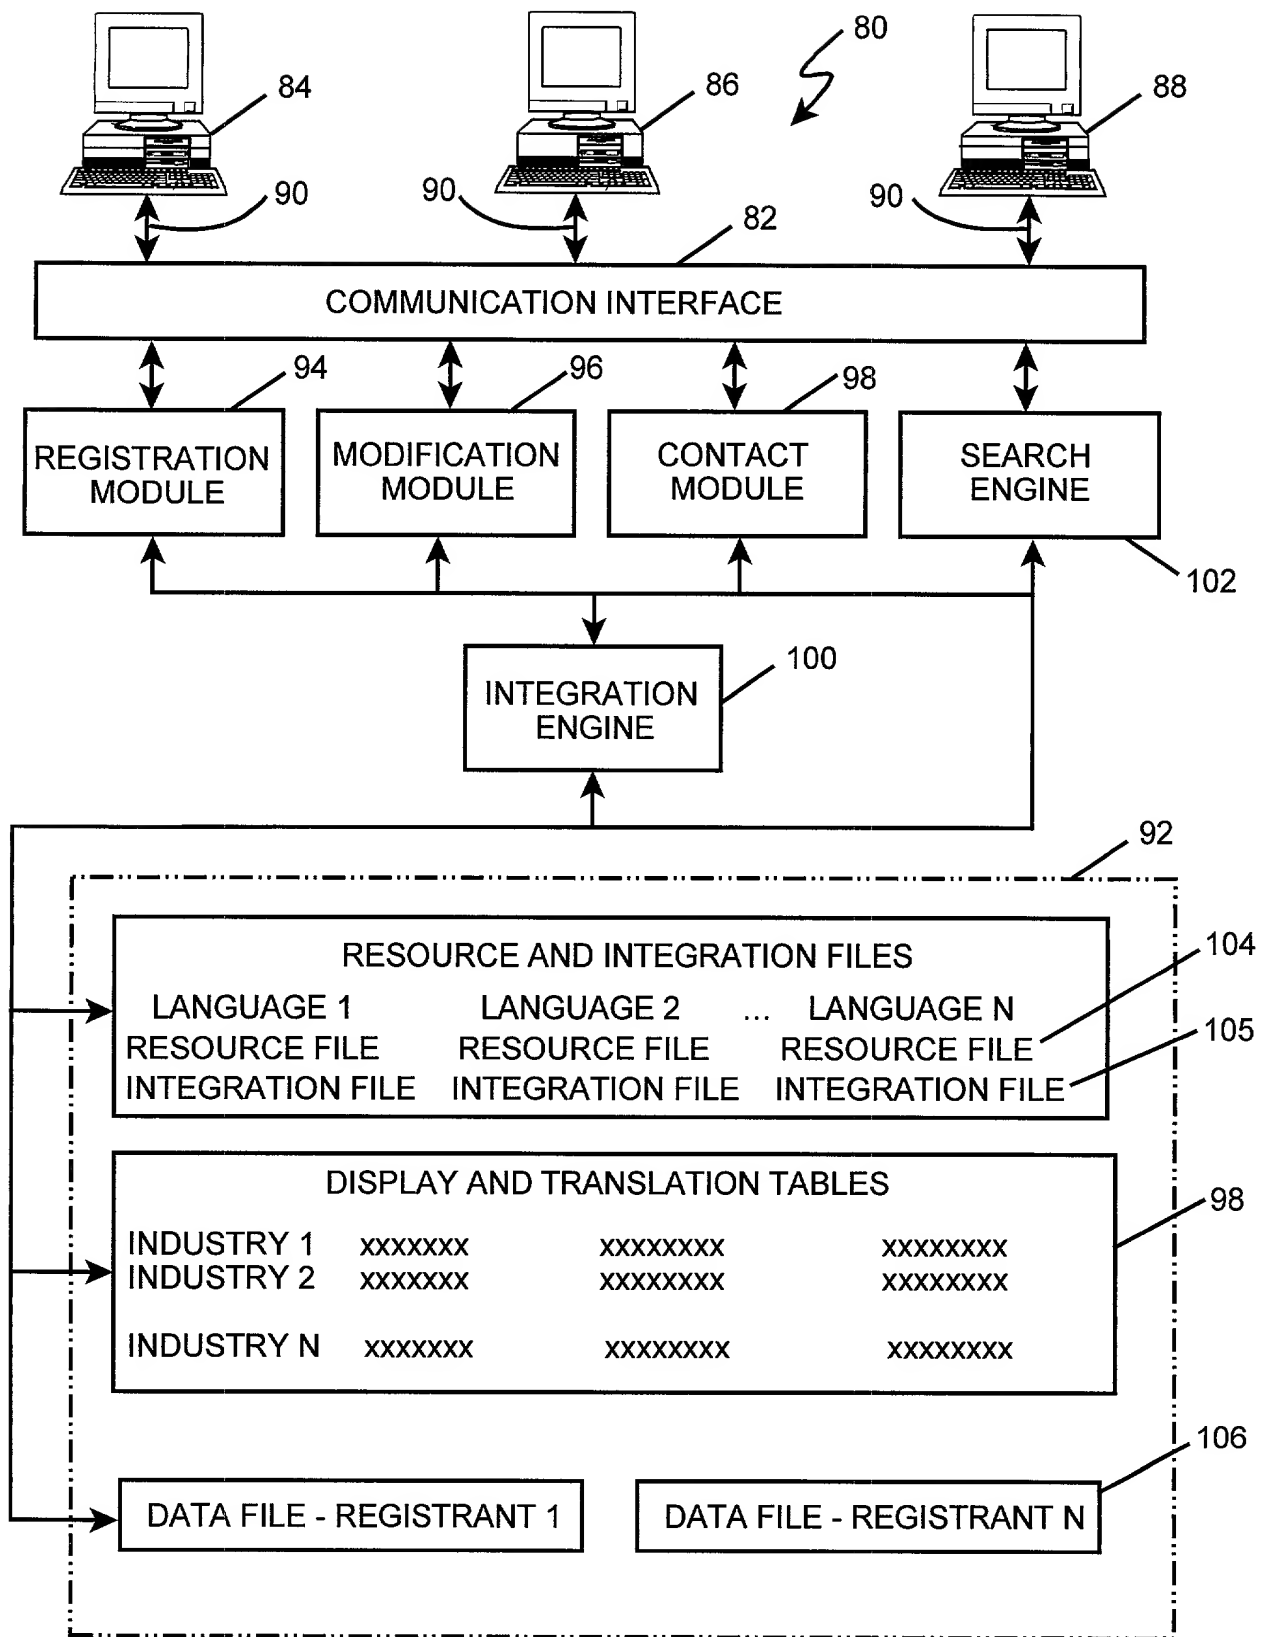 80
84
86
88
90
90
90
82
COMMUNICATION INTERFACE
94
96
98
REGISTRATION
MODULE
MODIFICATION
MODULE
CONTACT
MODULE
SEARCH
ENGINE
102
100
INTEGRATION
ENGINE
92
RESOURCE AND INTEGRATION FILES
104
LANGUAGE 1 LANGUAGE 2 ... LANGUAGE N
105
RESOURCE FILE RESOURCE FILE RESOURCE FILE
INTEGRATION FILE INTEGRATION FILE INTEGRATION FILE
DISPLAY AND TRANSLATION TABLES
98
INDUSTRY 1 xxxxxxx xxxxxxxx xxxxxxxx
INDUSTRY 2 xxxxxxx xxxxxxxx xxxxxxxx
INDUSTRY N xxxxxxx xxxxxxxx xxxxxxxx
106
DATA FILE - REGISTRANT 1
DATA FILE - REGISTRANT N